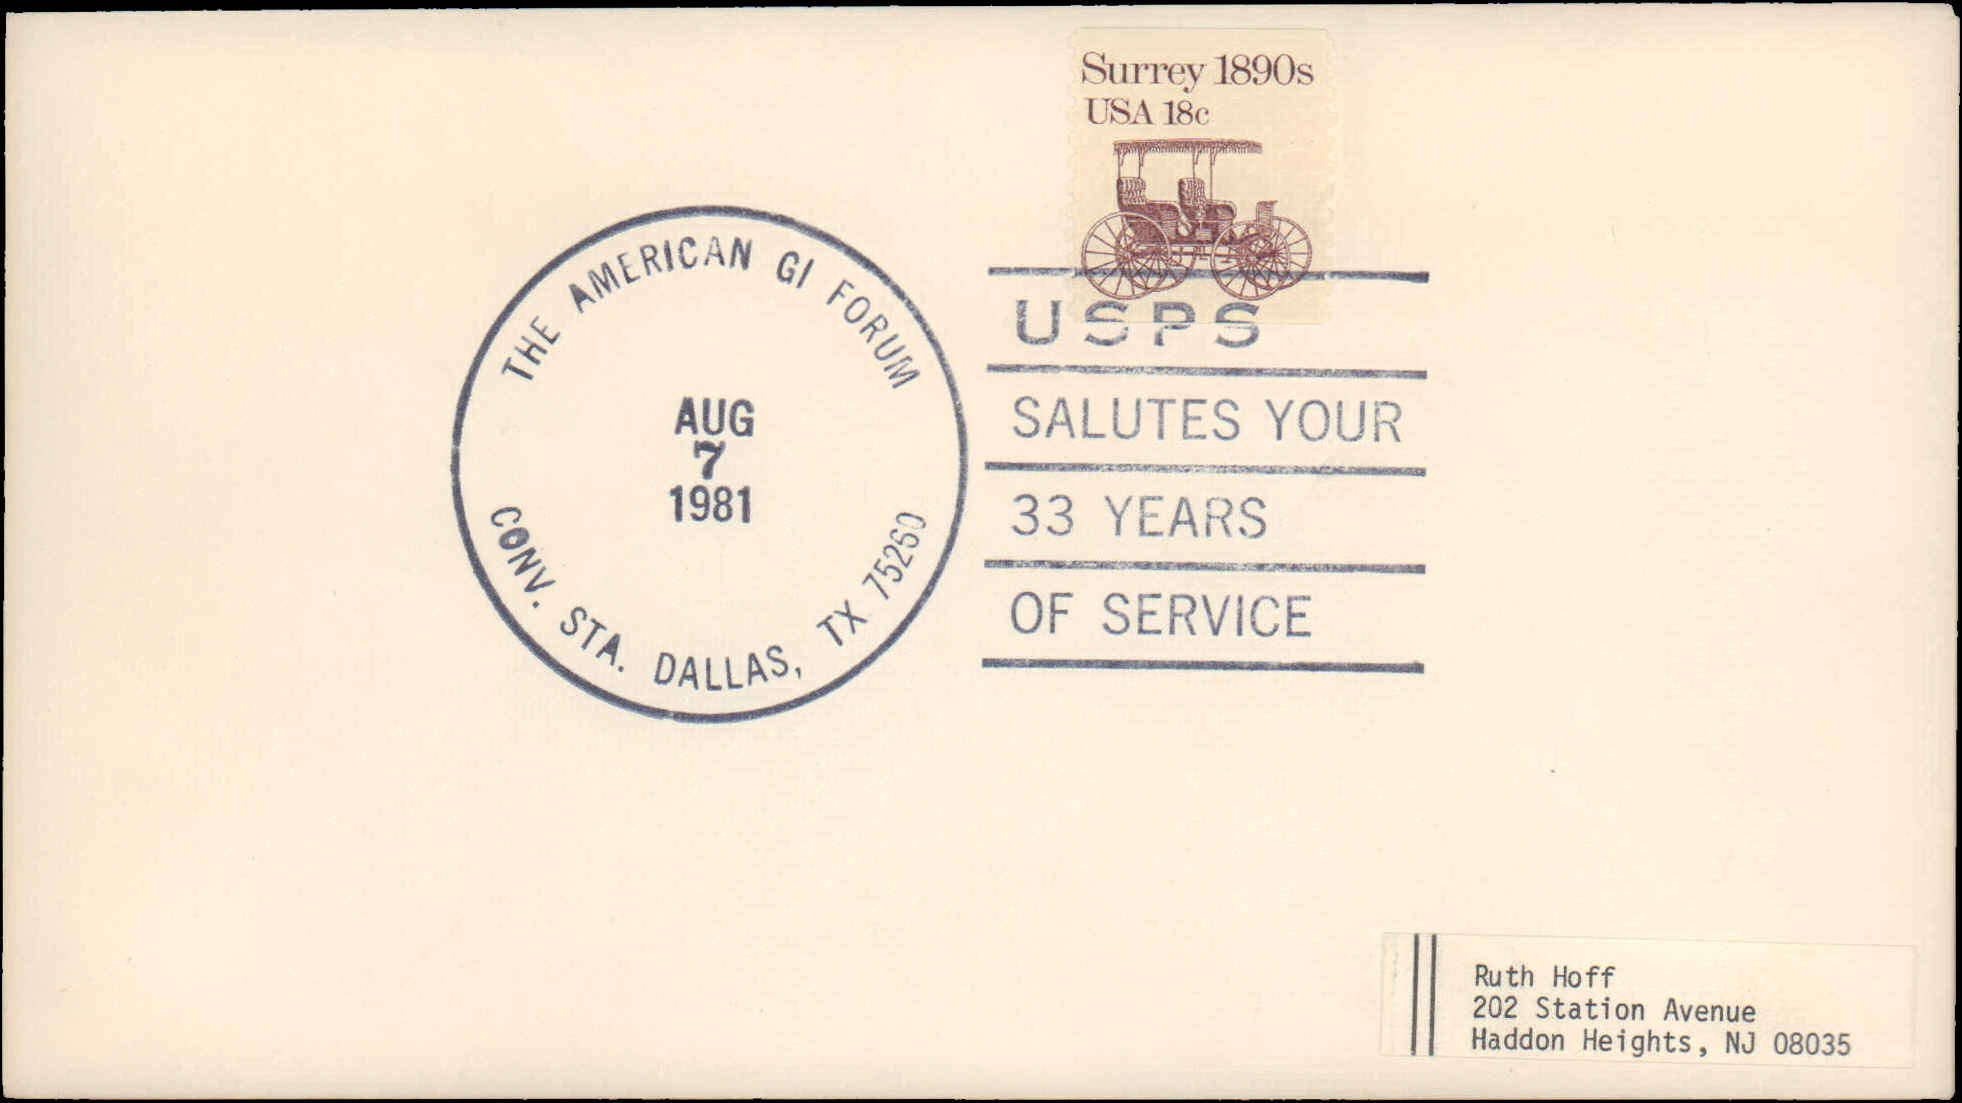 Surrey 1890s
USA 18c
THE AMERICAN GI FORUM
AUG
7
1981
CONV. STA. DALLAS, TX 75260
USPS
SALUTES YOUR
33 YEARS
OF SERVICE
Ruth Hoff
202 Station Avenue
Haddon Heights, NJ 08035